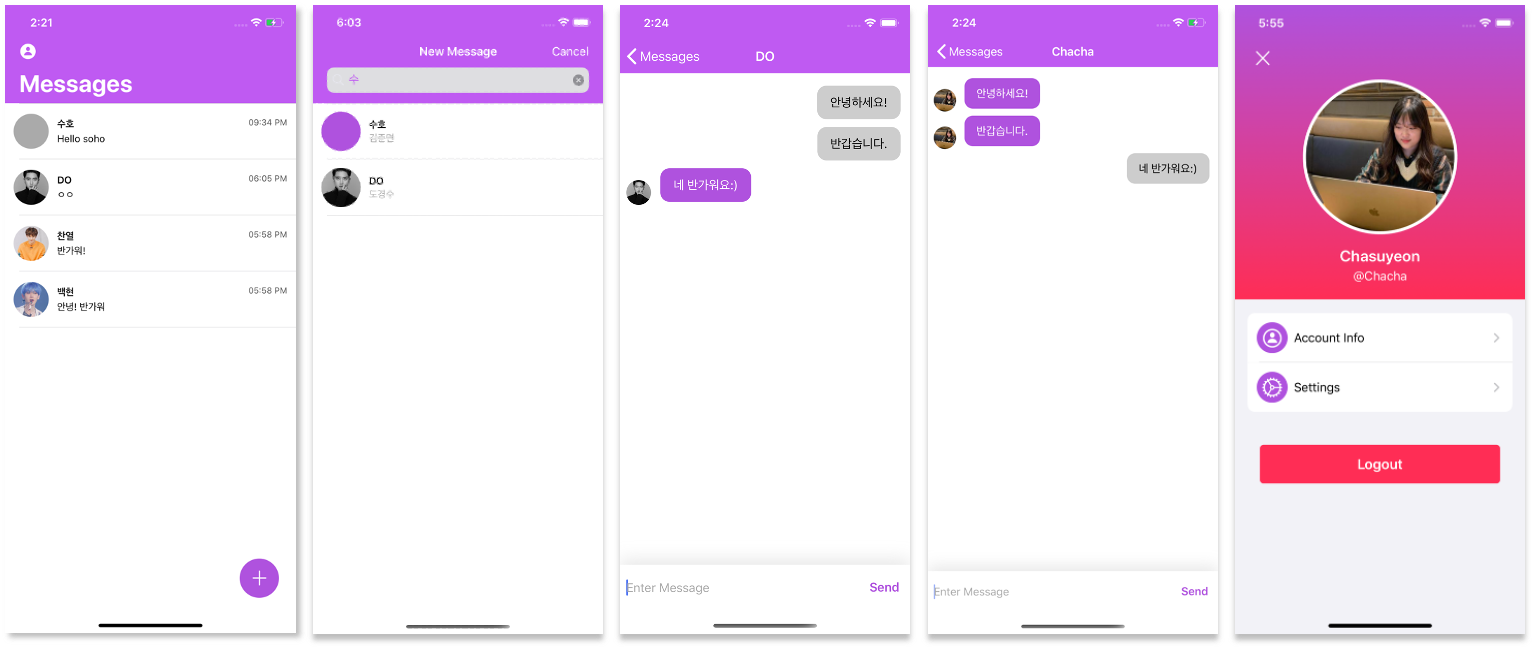 2:21
Messages
수호
09:34 PM
Hello soho
DO
06:05 PM
ㅇㅇ
찬열
05:58 PM
반가워!
백현
05:58 PM
안녕! 반가워
6:03
New Message
Cancel
수
수호
김준면
DO
도경수
2:24
Messages
DO
안녕하세요!
반갑습니다.
네 반가워요:)
Enter Message
Send
2:24
Messages
Chacha
안녕하세요!
반갑습니다.
네 반가워요:)
Enter Message
Send
5:55
Chasuyeon
@Chacha
Account Info
Settings
Logout